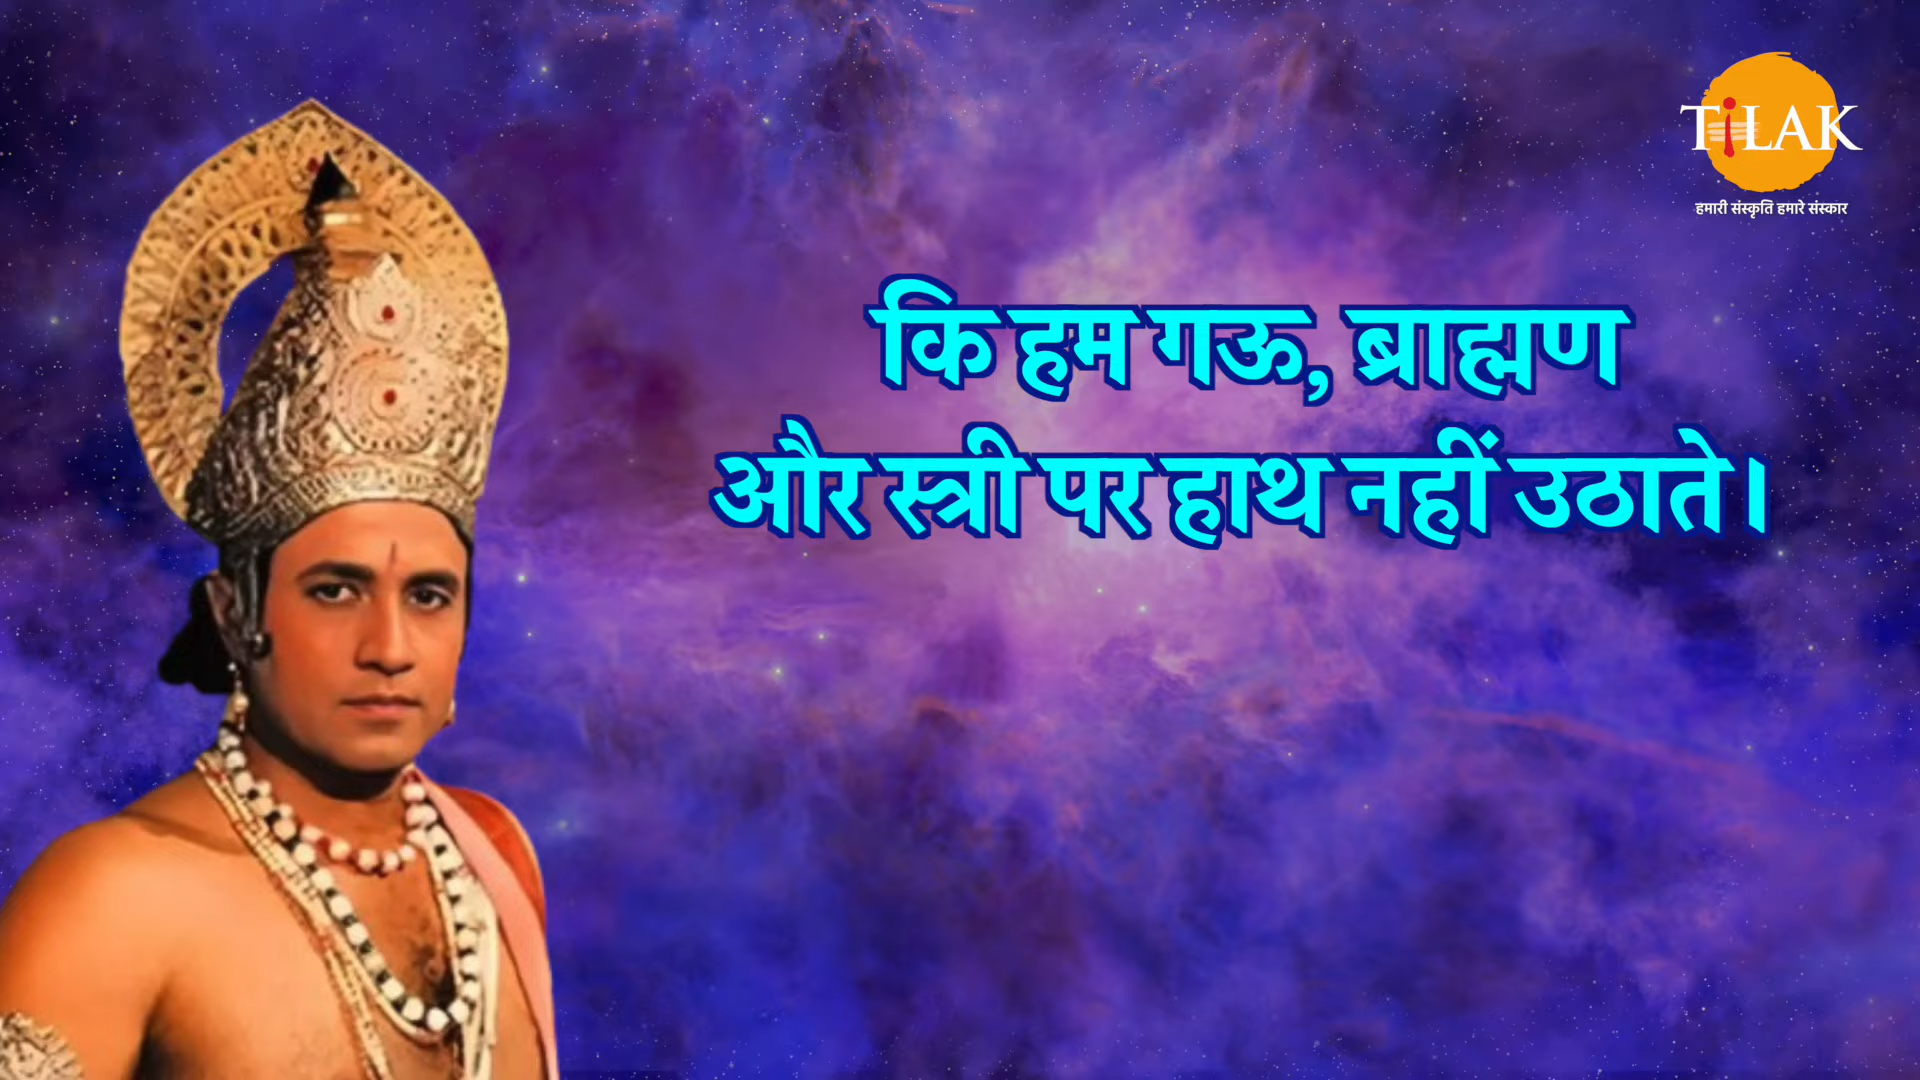 TiLAK
हमारी संस्कृति हमारे संस्कार
कि हम गऊ, ब्राह्मण
और स्त्री पर हाथ नहीं उठाते।